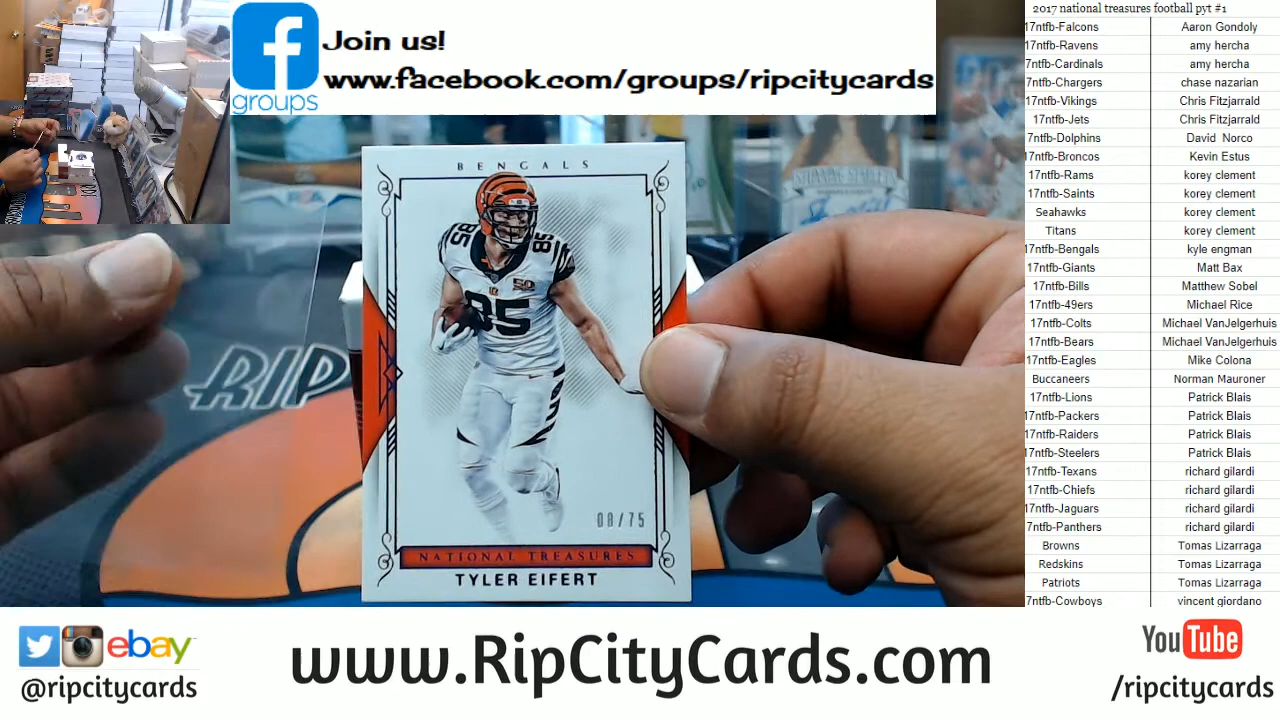 Join us!
www.facebook.com/groups/ripcitycards
groups
2017 national treasures football pyt #1
17ntfb-Falcons Aaron Gondoly
17ntfb-Ravens amy hercha
7ntfb-Cardinals amy hercha
7ntfb-Chargers chase nazarian
17ntfb-Vikings Chris Fitzjarrald
17ntfb-Jets Chris Fitzjarrald
7ntfb-Dolphins David Norco
17ntfb-Broncos Kevin Estus
17ntfb-Rams korey clement
17ntfb-Saints korey clement
Seahawks korey clement
Titans korey clement
17ntfb-Bengals kyle engman
17ntfb-Giants Matt Bax
17ntfb-Bills Matthew Sobel
17ntfb-49ers Michael Rice
17ntfb-Colts Michael VanJelgerhuis
17ntfb-Bears Michael VanJelgerhuis
17ntfb-Eagles Mike Colona
Buccaneers Norman Mauroner
17ntfb-Lions Patrick Blais
17ntfb-Packers Patrick Blais
17ntfb-Raiders Patrick Blais
17ntfb-Steelers Patrick Blais
17ntfb-Texans richard gilardi
17ntfb-Chiefs richard gilardi
17ntfb-Jaguars richard gilardi
7ntfb-Panthers richard gilardi
Browns Tomas Lizarraga
Redskins Tomas Lizarraga
Patriots Tomas Lizarraga
7ntfb-Cowboys vincent giordano
BENGALS
85
85
85
08/75
NATIONAL TREASURES
TYLER EIFERT
RIP
ebay
@ripcitycards
www.RipCityCards.com
YouTube
/ripcitycards